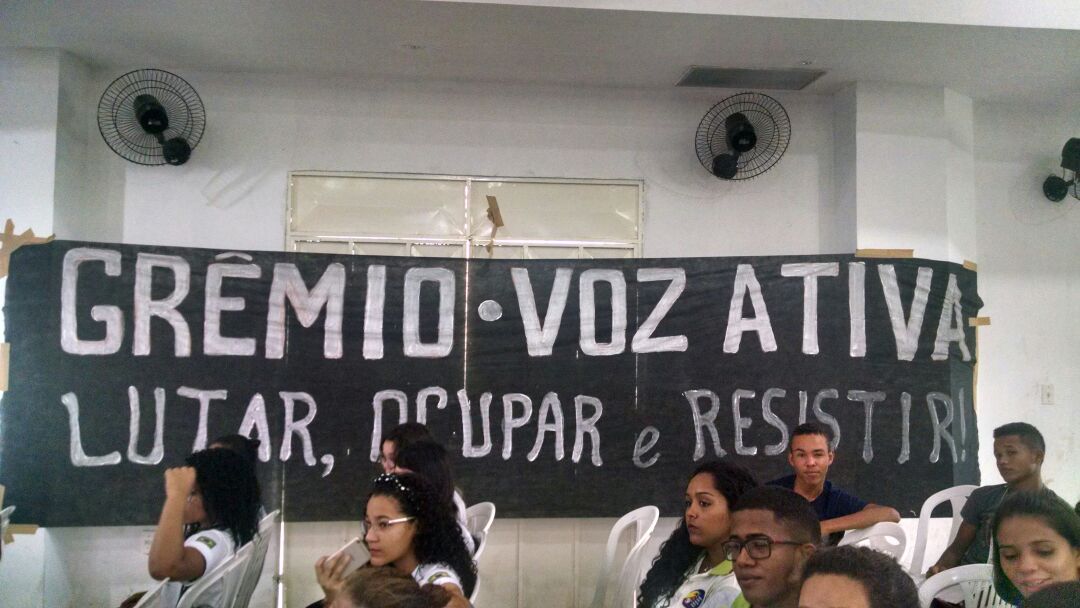 GRÊMIO · VOZ ATIVA
LUTAR, OCUPAR e RESISTIR!